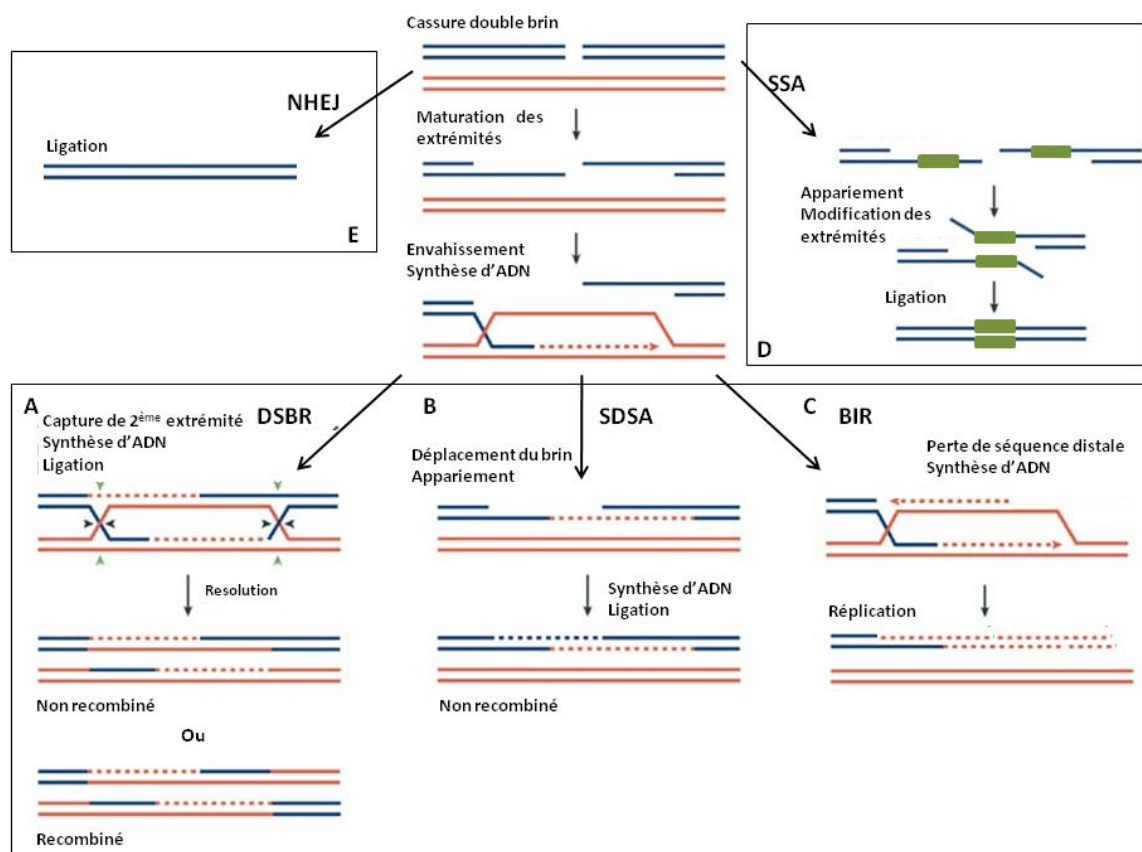 Cassure double brin
NHEJ
Ligation
E
Maturation des
extrémités
Envahissement
Synthèse d'ADN
SSA
Appariement
Modification des
extrémités
Ligation
D
A
Capture de 2ème extrémité
DSBR
Synthèse d'ADN
Ligation
Resolution
Non recombiné
Ou
Recombiné
B
SDSA
Déplacement du brin
Appariement
Synthèse d'ADN
Ligation
Non recombiné
C
BIR
Perte de séquence distale
Synthèse d'ADN
Réplication